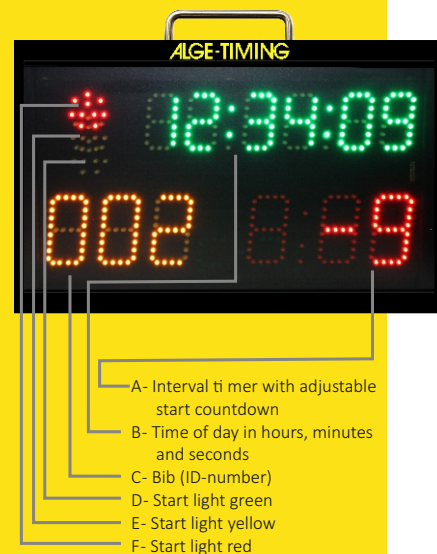 ALGE-TIMING
12:34:09
002 -9
A- Interval ti mer with adjustable
start countdown
B- Time of day in hours, minutes
and seconds
C- Bib (ID-number)
D- Start light green
E- Start light yellow
F- Start light red